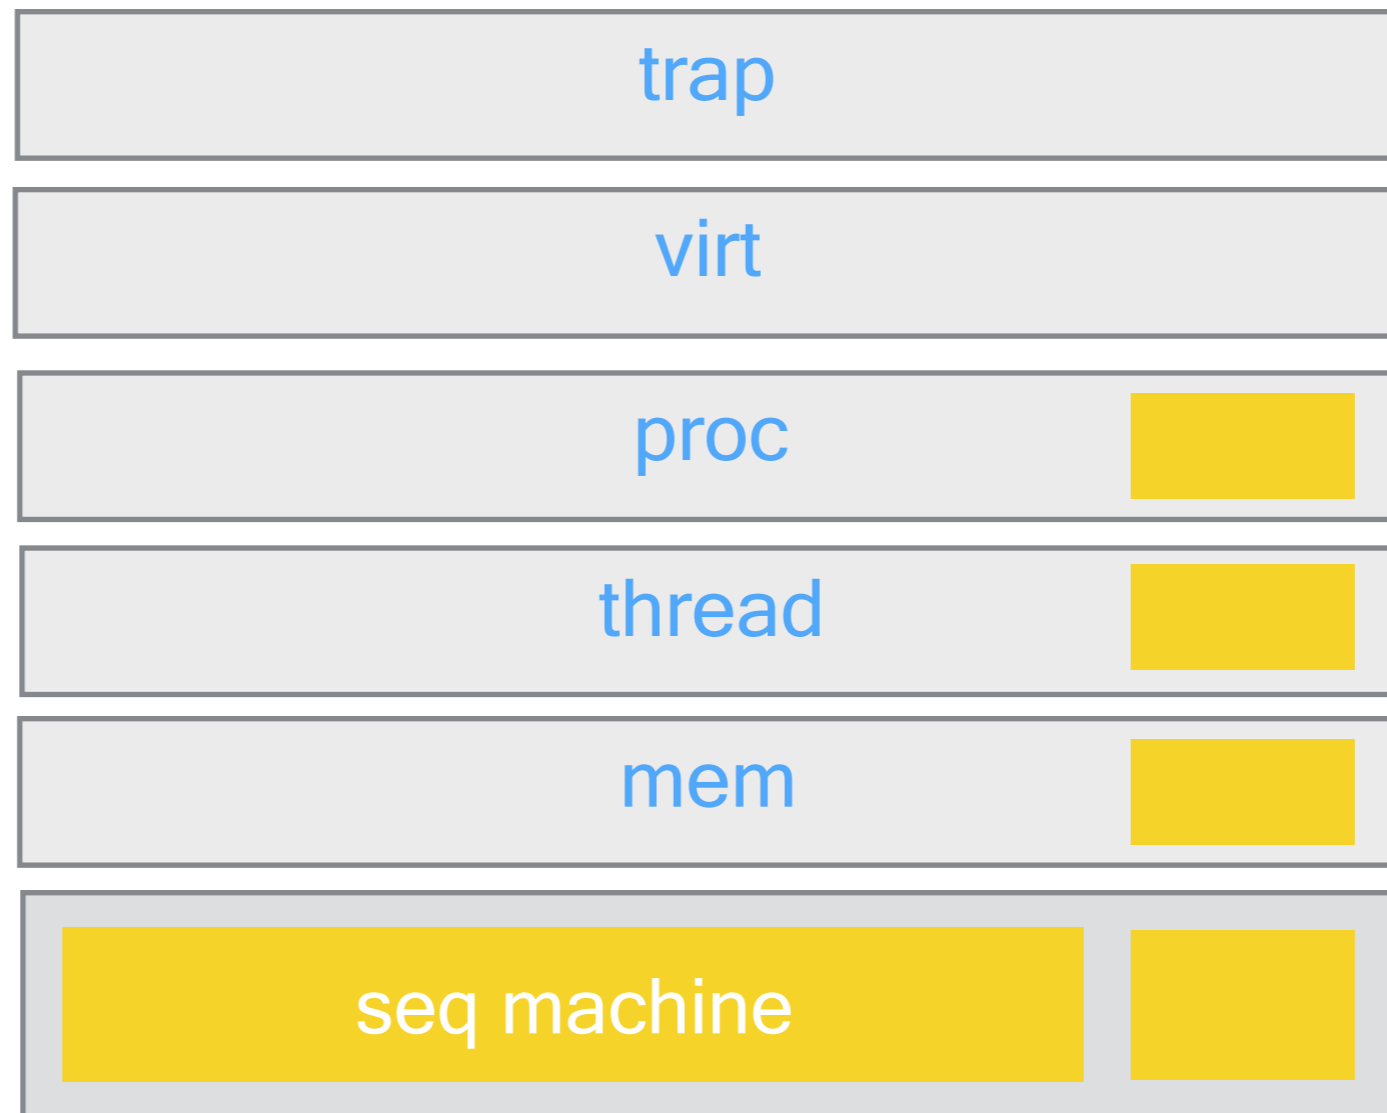 trap
virt
proc
thread
mem
seq machine